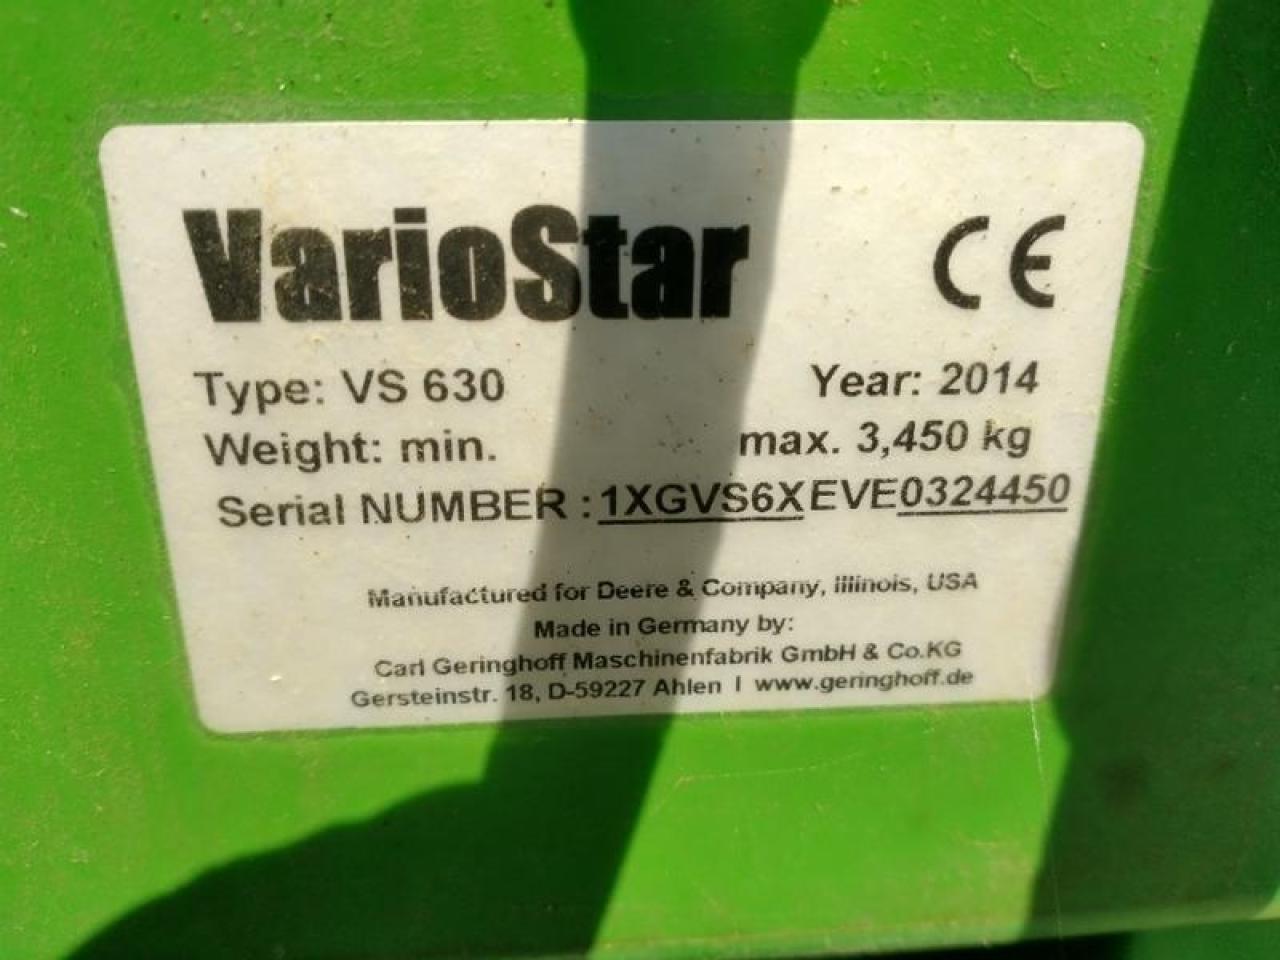 VarioStar CE
Type: VS 630 Year: 2014
Weight: min. max. 3,450 kg
Serial NUMBER : 1XGVS6XEVE0324450
Manufactured for Deere & Company, Illinois, USA
Made in Germany by:
Carl Geringhoff Maschinenfabrik GmbH & Co.KG
Gersteinstr. 18, D-59227 Ahlen I www.geringhoff.de